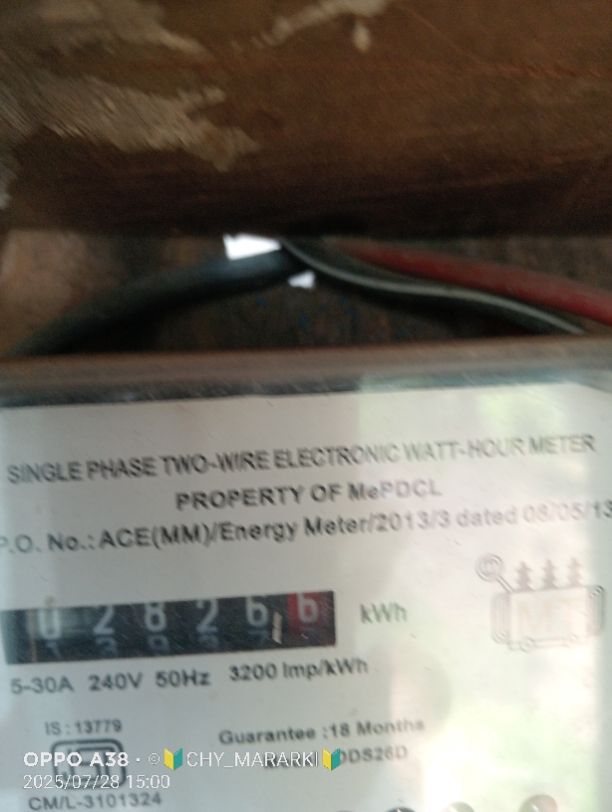 SINGLE PHASE TWO-WIRE ELECTRONIC WATT-HOUR METER
PROPERTY OF MePDCL
P.O. No.: ACE(MM)/Energy Meter/2013/3 dated 08/05/13
0 2 8 2 6 6 kWh
5-30A 240V 50Hz 3200 Imp/kWh
IS : 13779
Guarantee : 18 Months
DDS26D
CM/L-3101324
OPPO A38 · © 🔰CHY_MARARKI🔰
2025/07/28 15:00